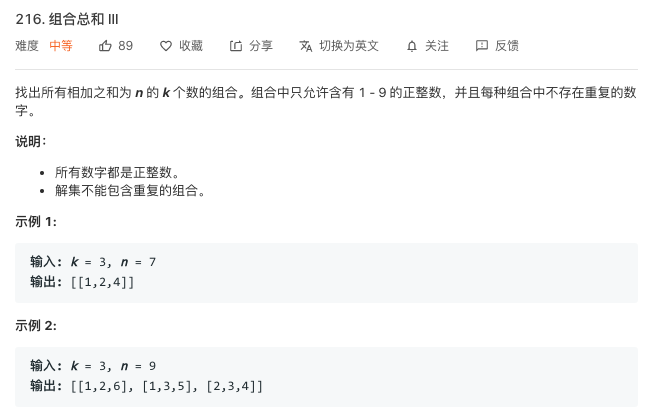 216. 组合总和 III
难度 中等 89 收藏 分享 切换为英文 关注 反馈
找出所有相加之和为 n 的 k 个数的组合。组合中只允许含有 1 - 9 的正整数，并且每种组合中不存在重复的数
字。
说明：
• 所有数字都是正整数。
• 解集不能包含重复的组合。
示例 1:
输入: k = 3, n = 7
输出: [[1,2,4]]
示例 2:
输入: k = 3, n = 9
输出: [[1,2,6], [1,3,5], [2,3,4]]